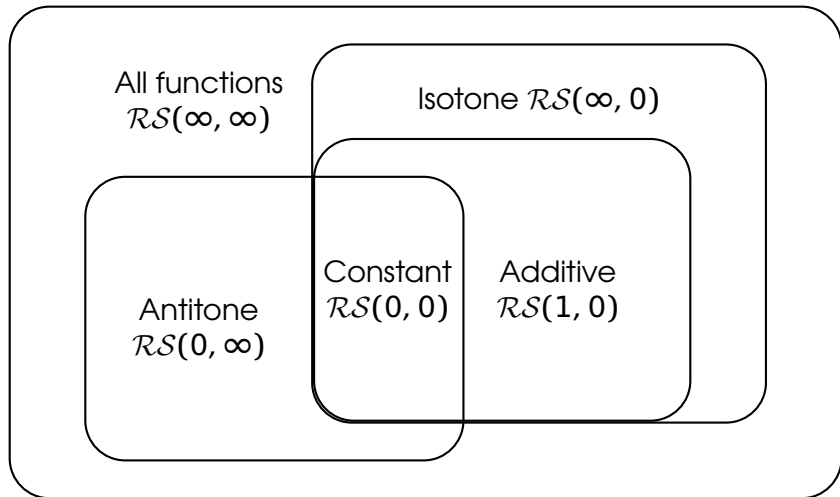 All functions
ℛ𝒮(∞, ∞)
Isotone ℛ𝒮(∞, 0)
Constant
ℛ𝒮(0, 0)
Additive
ℛ𝒮(1, 0)
Antitone
ℛ𝒮(0, ∞)